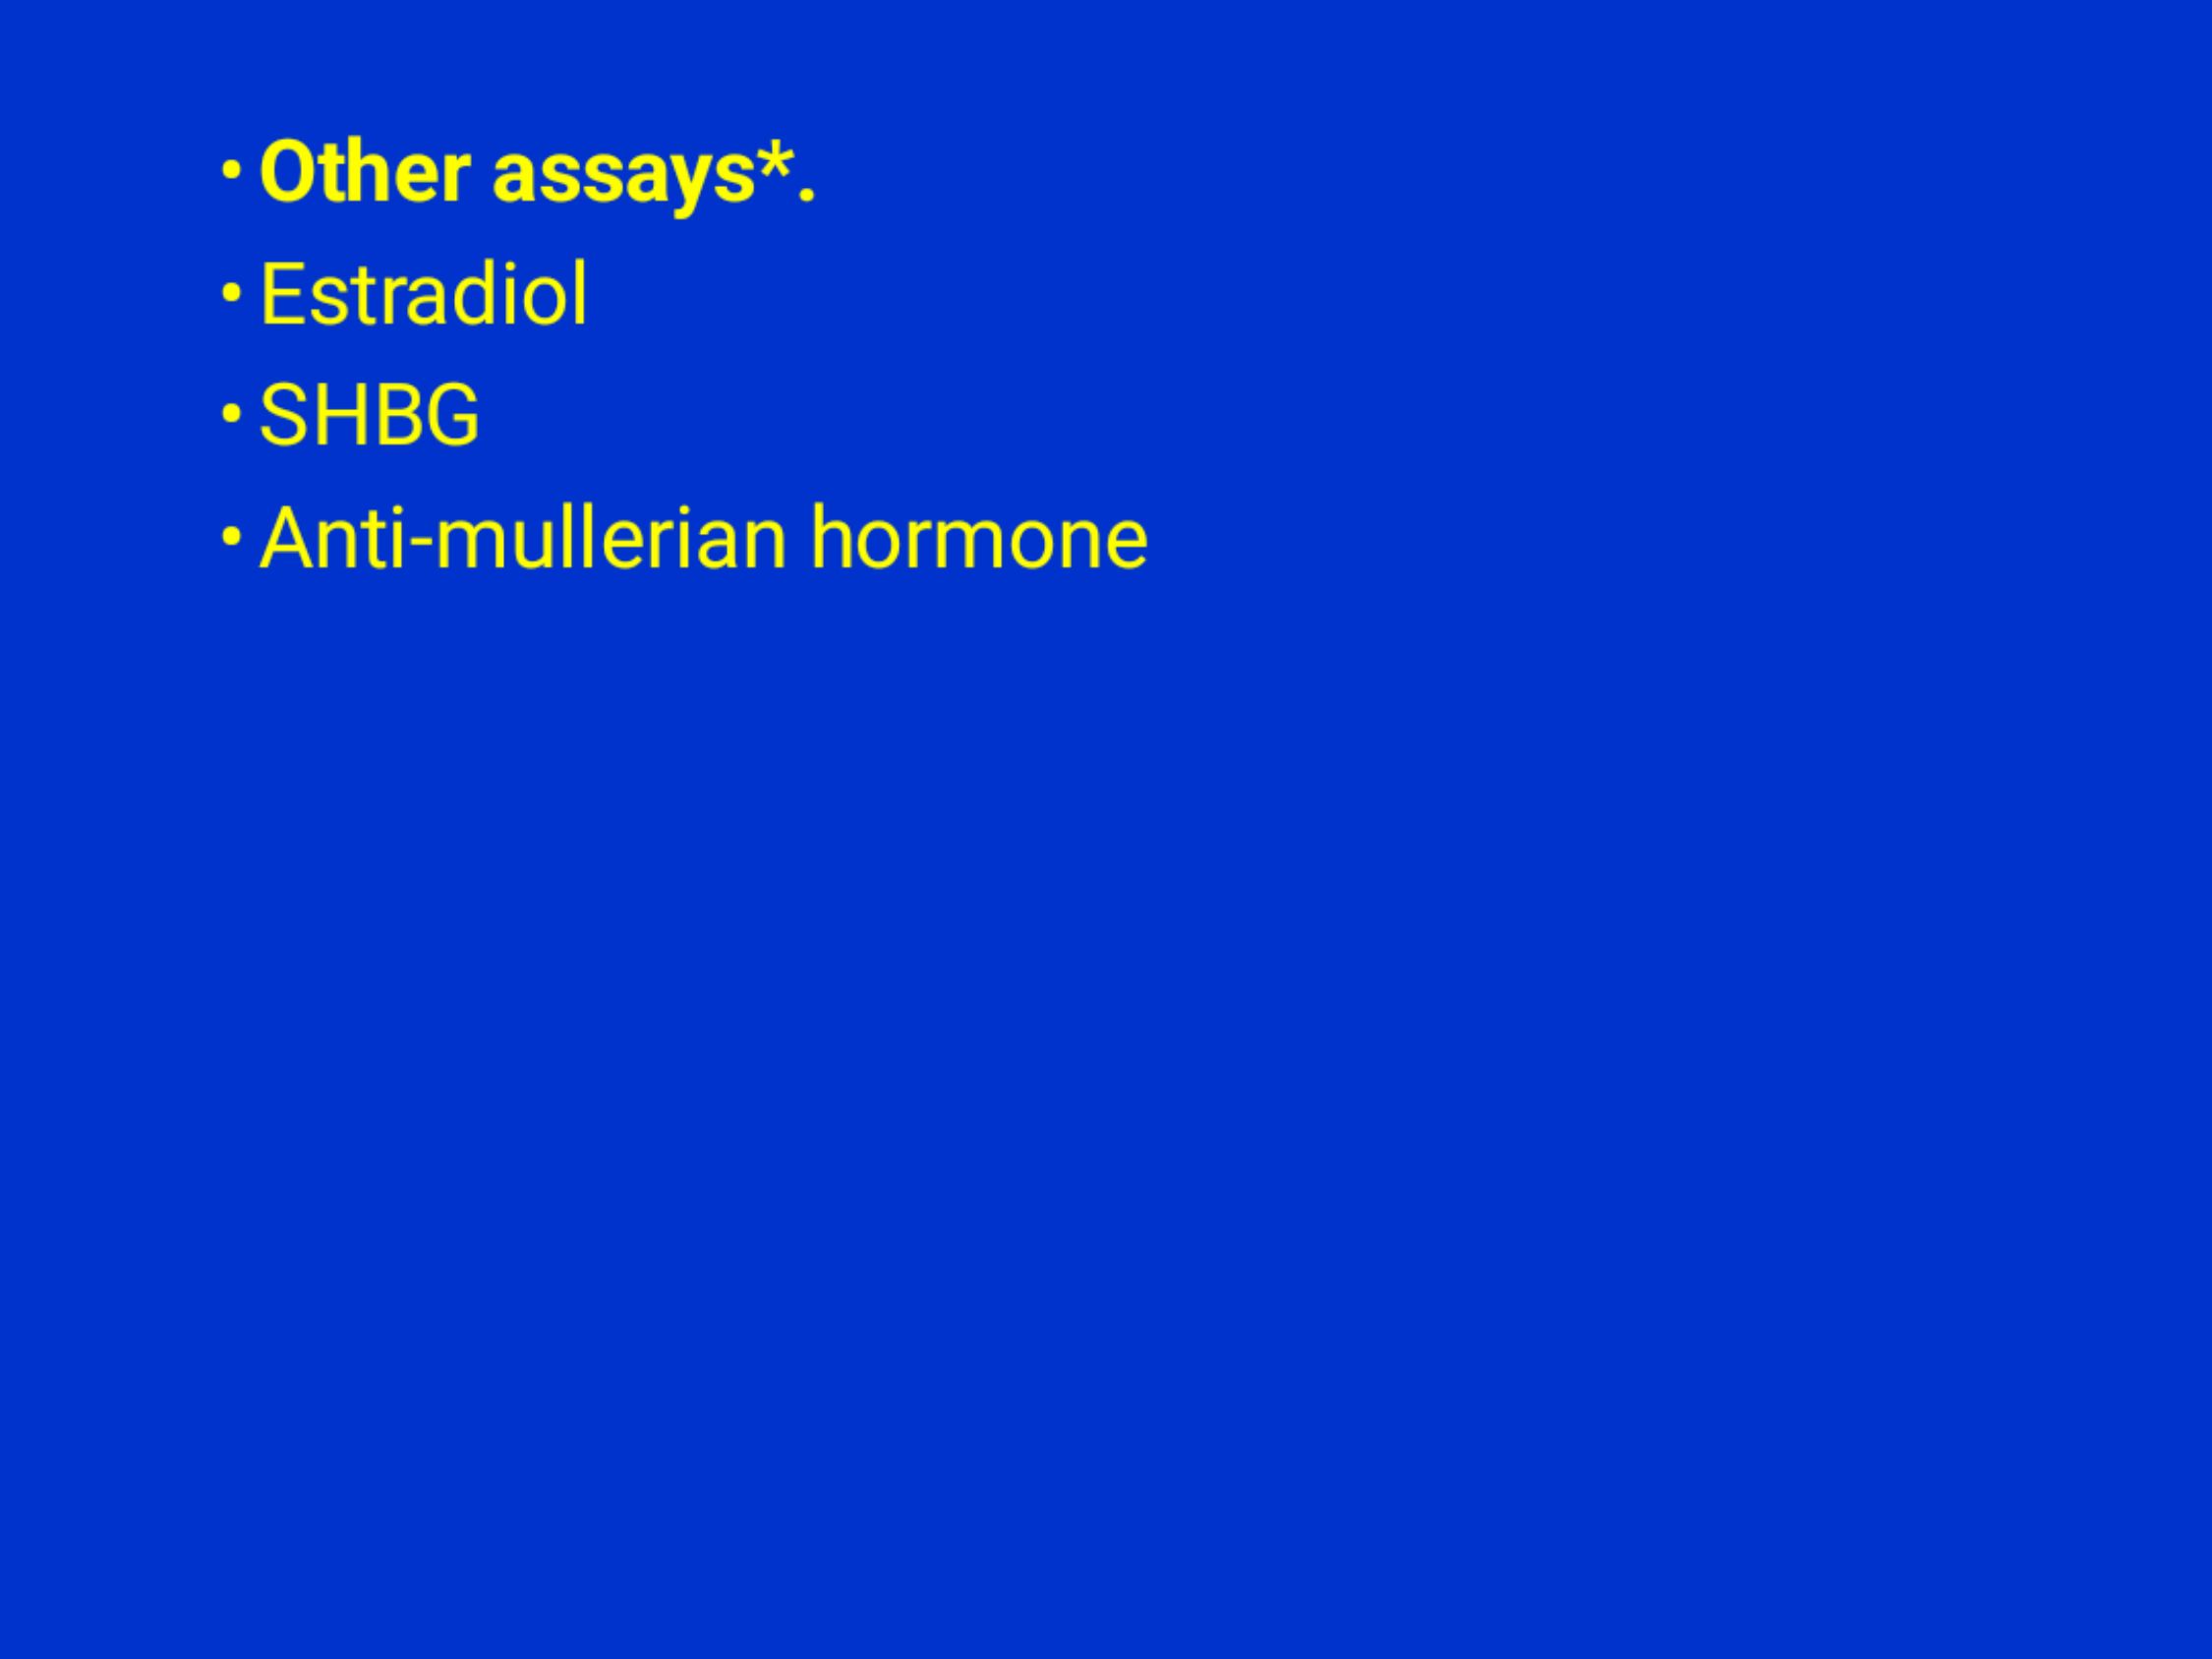 • Other assays*.
• Estradiol
• SHBG
• Anti-mullerian hormone